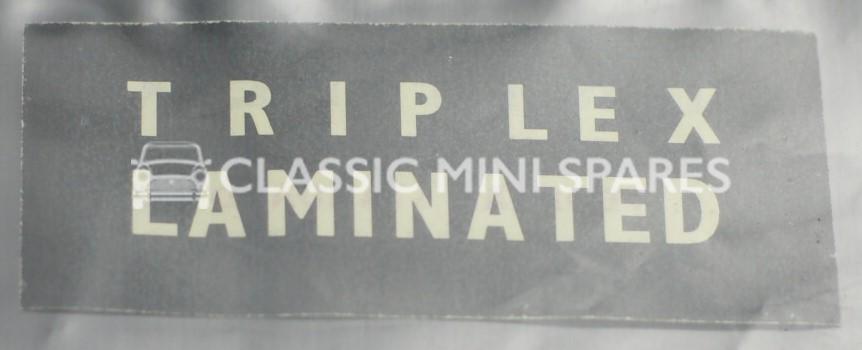 TRIPLEX
CLASSIC MINI SPARES
LAMINATED